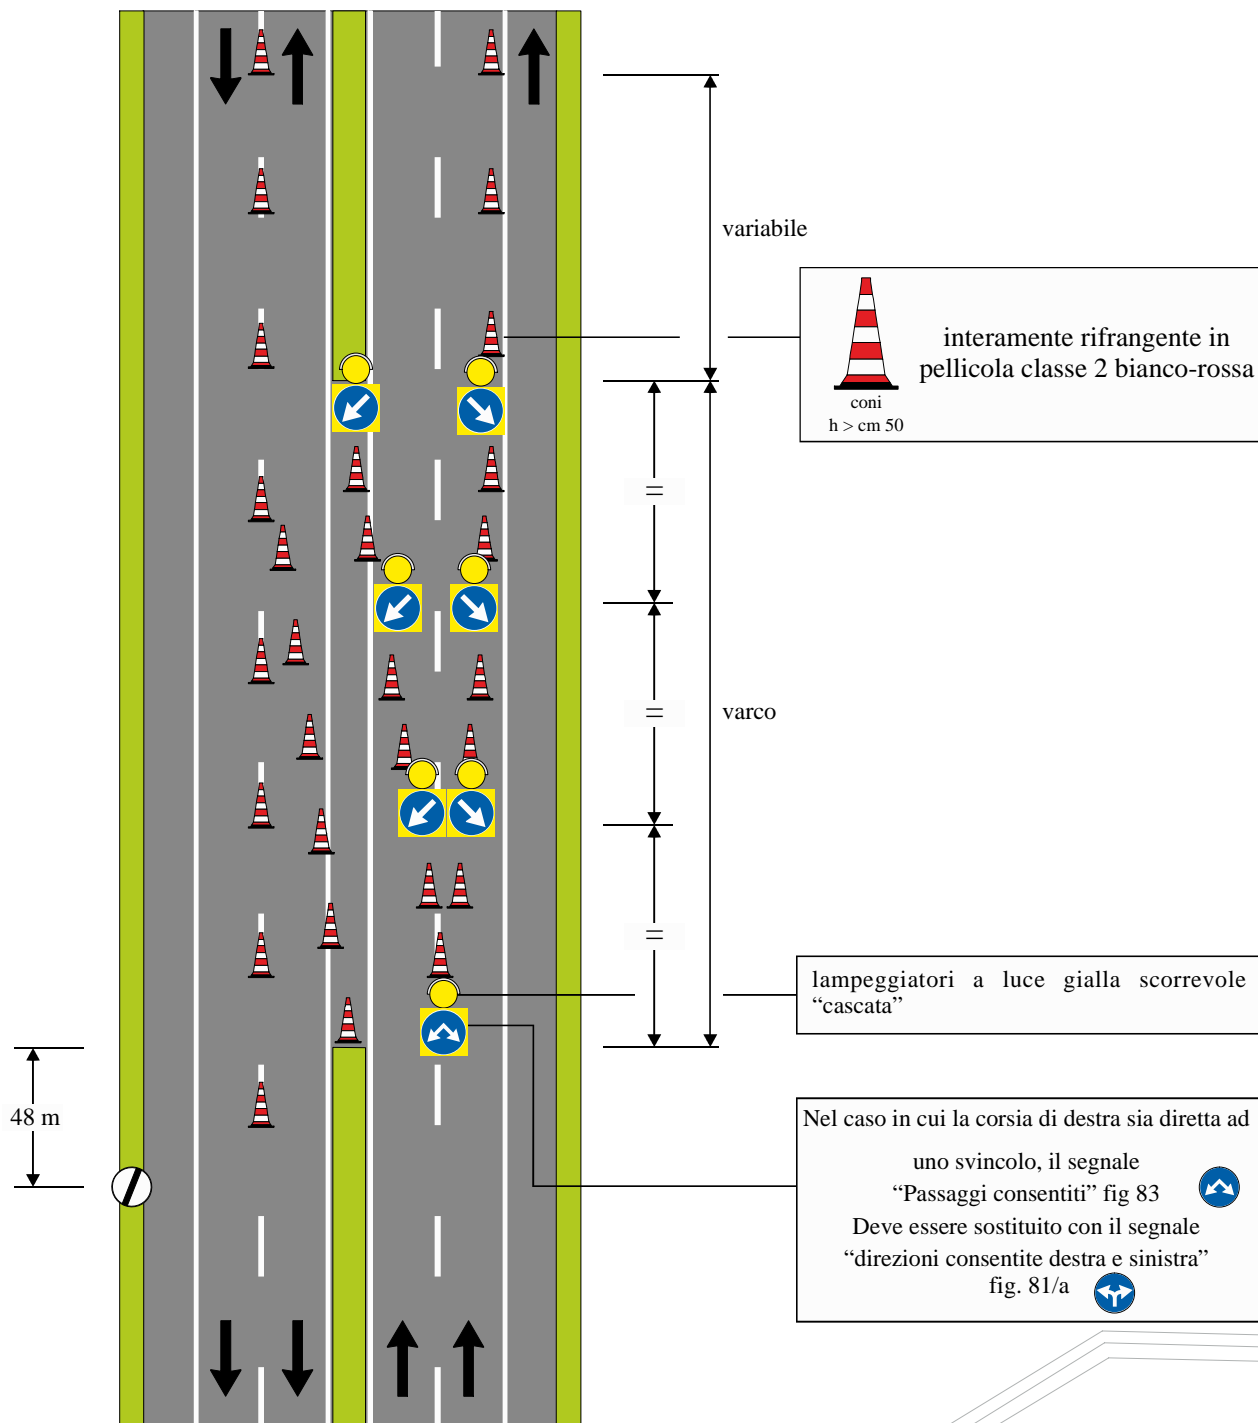 variabile
interamente rifrangente in
pellicola classe 2 bianco-rossa
coni
h > cm 50
=
=
varco
=
lampeggiatori a luce gialla scorrevole
“cascata”
48 m
Nel caso in cui la corsia di destra sia diretta ad
uno svincolo, il segnale
“Passaggi consentiti” fig 83
Deve essere sostituito con il segnale
“direzioni consentite destra e sinistra”
fig. 81/a